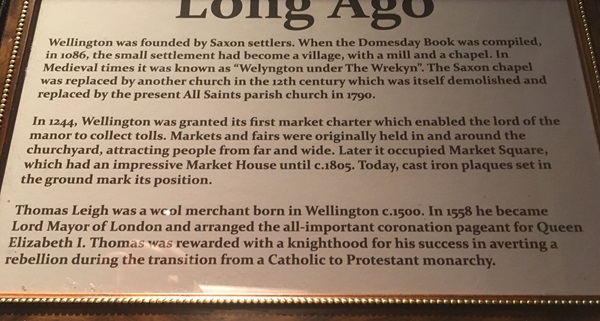 Long Ago
Wellington was founded by Saxon settlers. When the Domesday Book was compiled,
in 1086, the small settlement had become a village, with a mill and a chapel. In
Medieval times it was known as "Welyngton under The Wrekyn". The Saxon chapel
was replaced by another church in the 12th century which was itself demolished and
replaced by the present All Saints parish church in 1790.
In 1244, Wellington was granted its first market charter which enabled the lord of the
manor to collect tolls. Markets and fairs were originally held in and around the
churchyard, attracting people from far and wide. Later it occupied Market Square,
which had an impressive Market House until c.1805. Today, cast iron plaques set in
the ground mark its position.
Thomas Leigh was a wool merchant born in Wellington c.1500. In 1558 he became
Lord Mayor of London and arranged the all-important coronation pageant for Queen
Elizabeth I. Thomas was rewarded with a knighthood for his success in averting a
rebellion during the transition from a Catholic to Protestant monarchy.